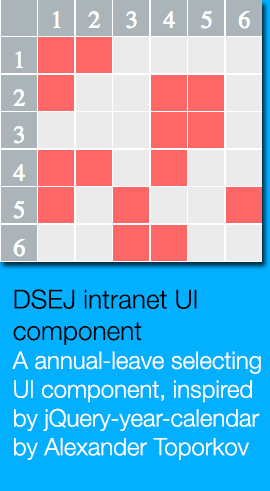 1 2 3 4 5 6
1
2
3
4
5
6
DSEJ intranet UI
component
A annual-leave selecting
UI component, inspired
by jQuery-year-calendar
by Alexander Toporkov